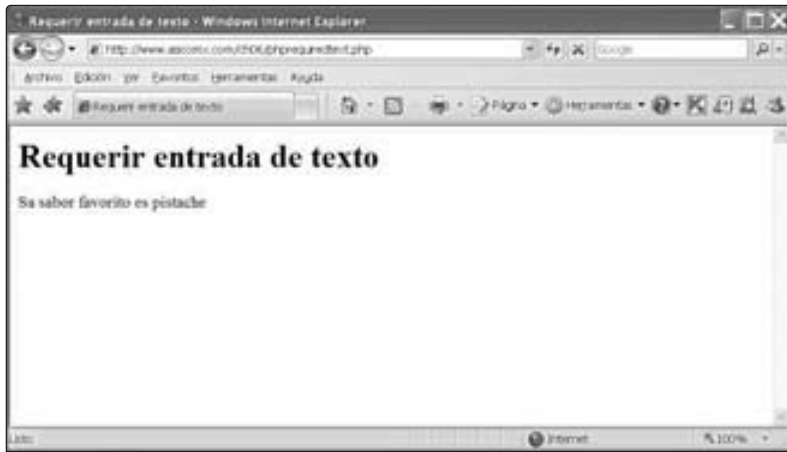 Requerir entrada de texto - Windows Internet Explorer
Google
Archivo Edición Ver Favoritos Herramientas Ayuda
Requerir entrada de texto
Página Herramientas
Requerir entrada de texto
Su sabor favorito es pistache
Listo
Internet
100%